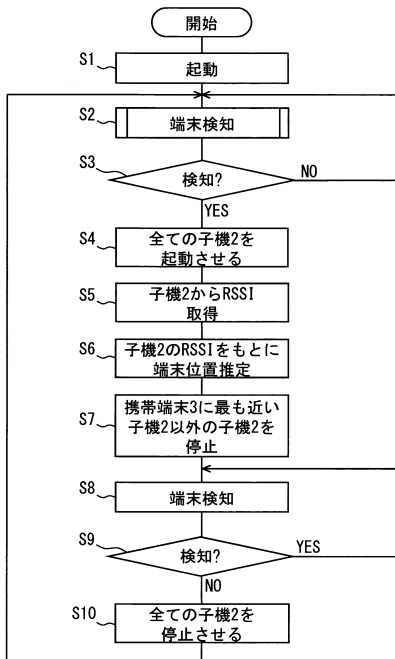 開始
S1
起動
S2
端末検知
S3
検知?
NO
YES
S4
全ての子機2を
起動させる
S5
子機2からRSSI
取得
S6
子機2のRSSIをもとに
端末位置推定
S7
携帯端末3に最も近い
子機2以外の子機2を
停止
S8
端末検知
S9
検知?
YES
NO
S10
全ての子機2を
停止させる